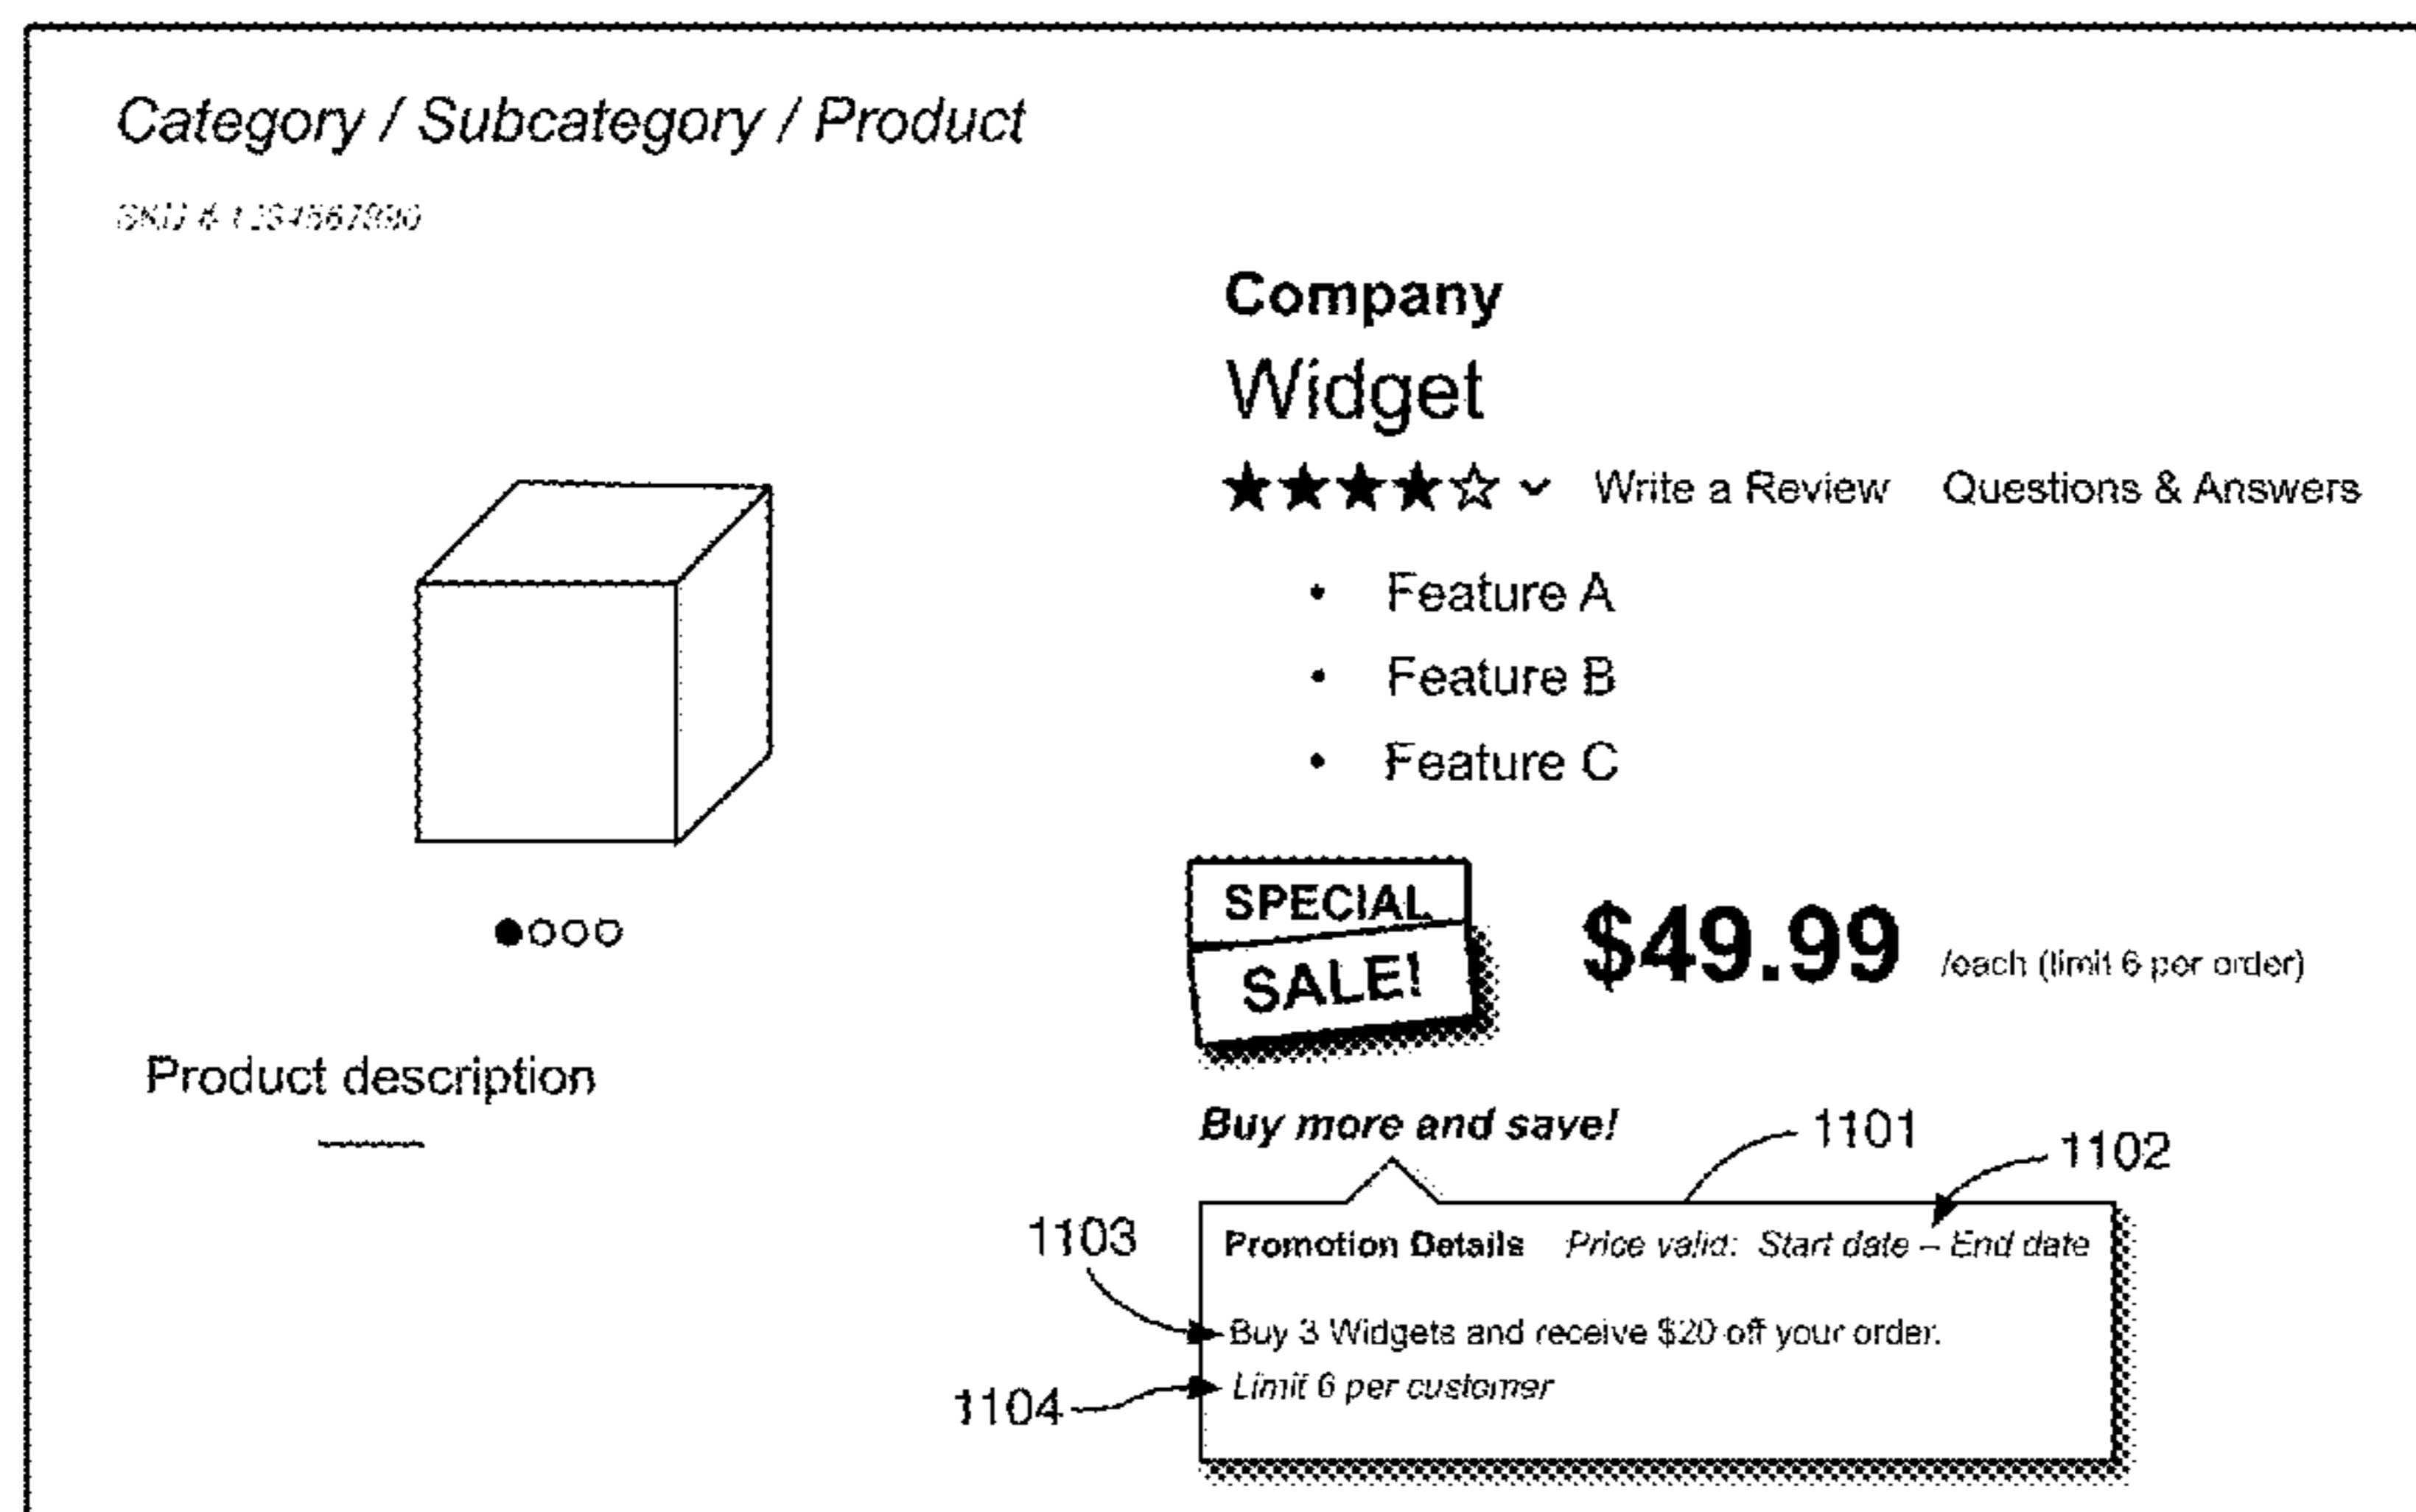 Category / Subcategory / Product
SKU # 1234567890
Company
Widget
Write a Review Questions & Answers
• Feature A
• Feature B
• Feature C
SPECIAL
SALE!
$49.99 /each (limit 6 per order)
Product description
Buy more and save!
1101
1102
1103
Promotion Details Price valid: Start date – End date
Buy 3 Widgets and receive $20 off your order.
1104
Limit 6 per customer